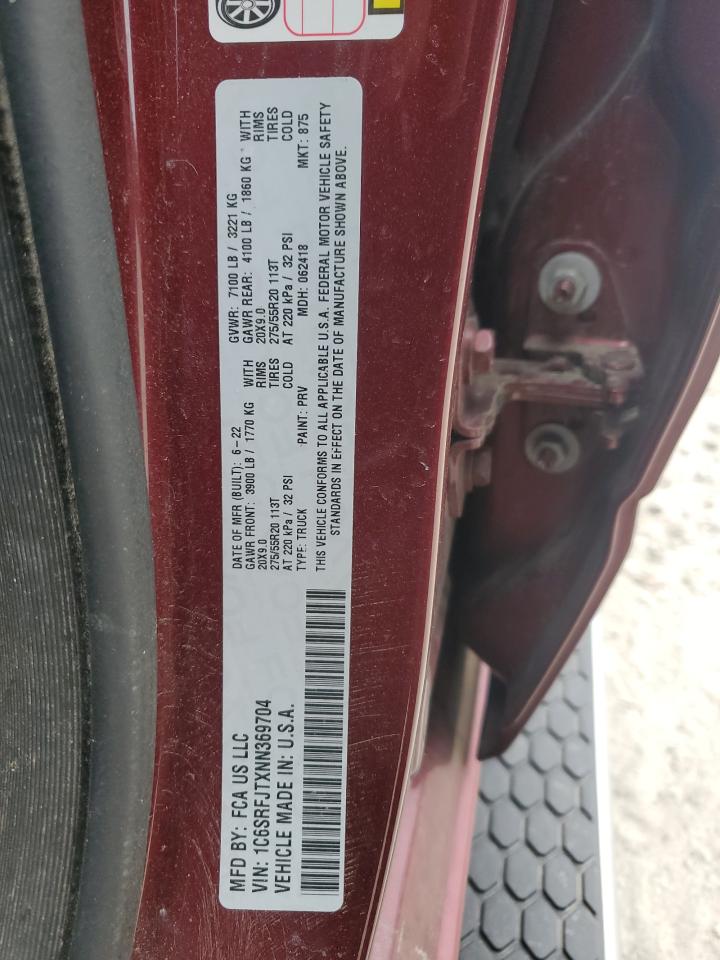 MFD BY: FCA US LLC
VIN: 1C6SRFJTXNN369704
VEHICLE MADE IN: U.S.A.
DATE OF MFR (BUILT): 6-22 GVWR: 7100 LB / 3221 KG
GAWR FRONT: 3900 LB / 1770 KG WITH GAWR REAR: 4100 LB / 1860 KG WITH
20X9.0 RIMS 20X9.0 RIMS
275/55R20 113T TIRES 275/55R20 113T TIRES
AT 220 kPa / 32 PSI COLD AT 220 kPa / 32 PSI COLD
TYPE: TRUCK PAINT: PRV MDH: 062418 MKT: 875
THIS VEHICLE CONFORMS TO ALL APPLICABLE U.S.A. FEDERAL MOTOR VEHICLE SAFETY
STANDARDS IN EFFECT ON THE DATE OF MANUFACTURE SHOWN ABOVE.